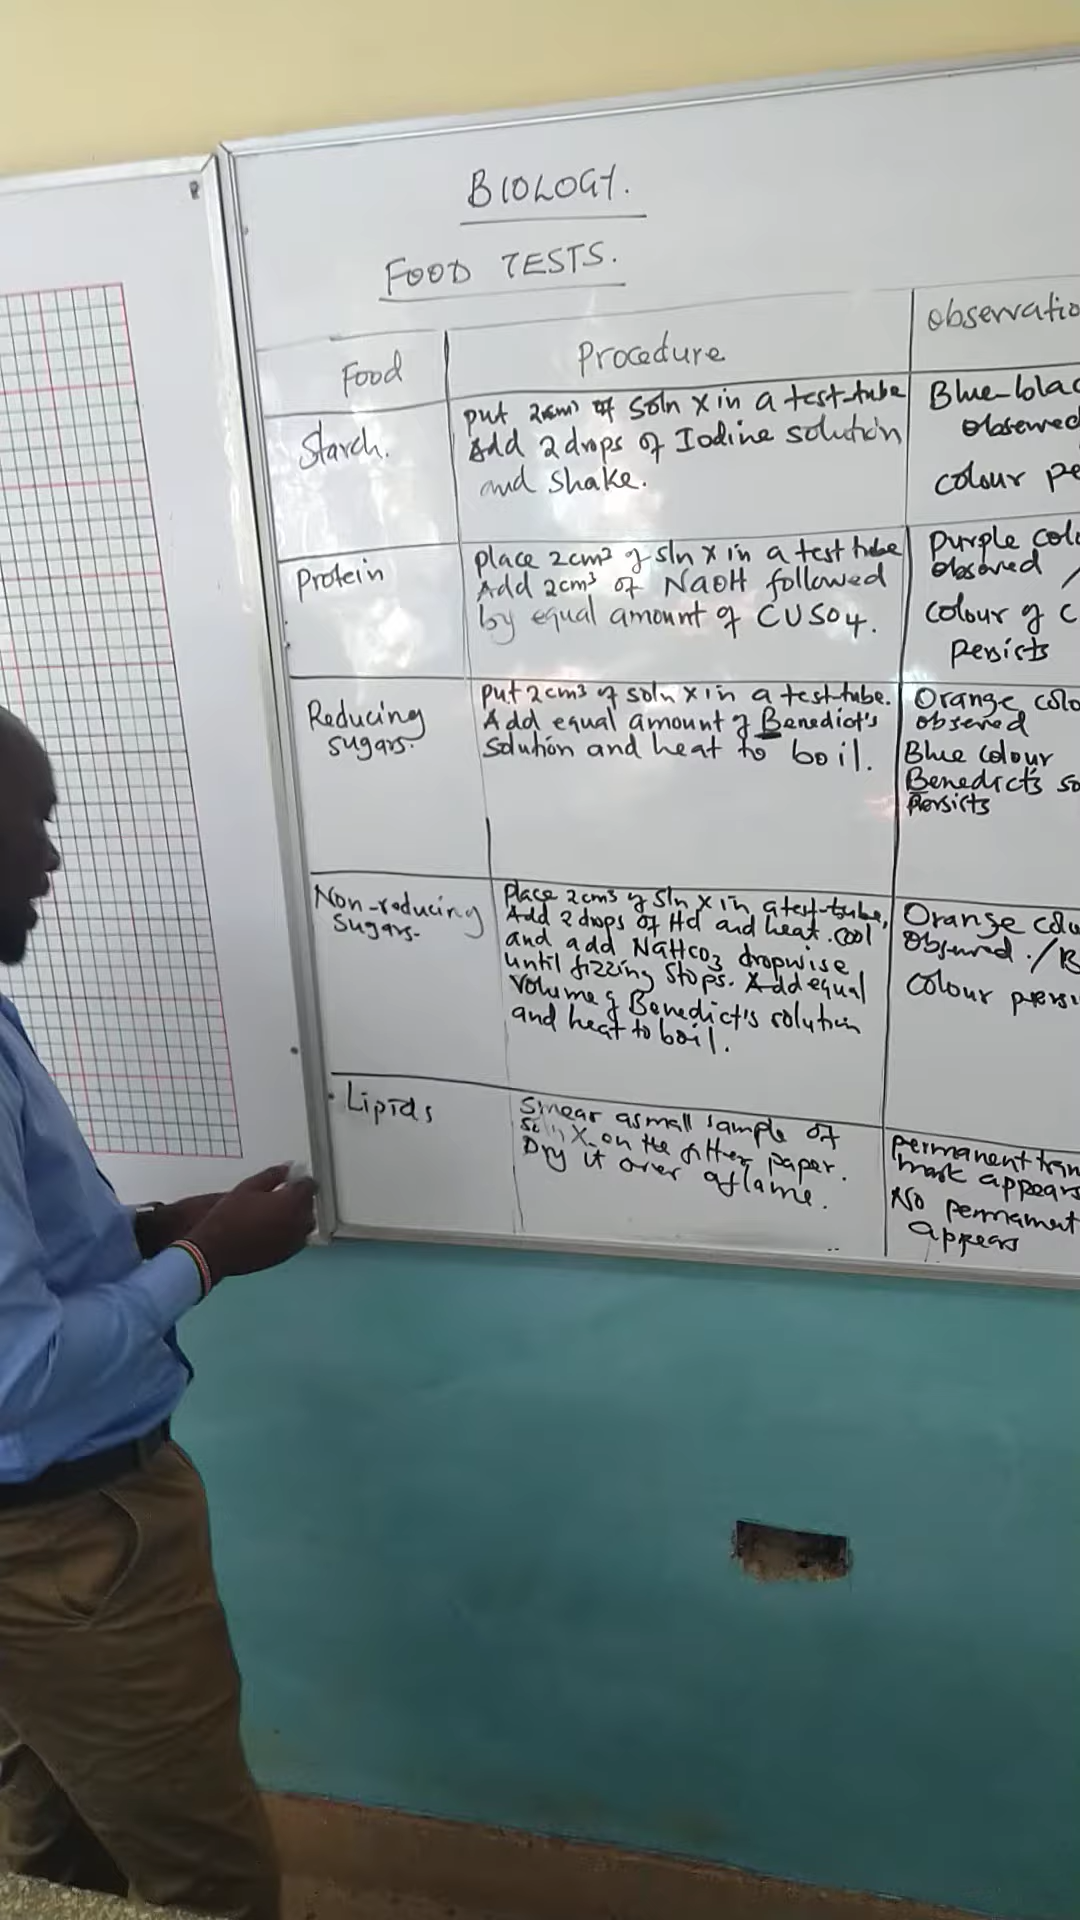 BIOLOGY.
FOOD TESTS.
Food
Procedure
observatio
Starch.
put 2cm³ of soln X in a test-tube
Add 2 drops of Iodine solution
and shake.
Blue-blac
observed
colour pe
Protein
place 2cm³ of sln X in a test tube
Add 2cm³ of NaOH followed
by equal amount of CUSO4.
purple colo
observed /
colour of C
persists
Reducing
sugars.
put 2cm3 of soln X in a test-tube.
Add equal amount of Benedict's
solution and heat to boil.
Orange colo
observed
Blue colour
Benedict's so
Persists
Non-reducing
sugars.
Place 2cm3 of sln X in a test-tube,
Add 2 drops of Hcl and heat. cool
and add NaHCO3 dropwise
until fizzing stops. Add equal
volume of Benedict's solution
and heat to boil.
Orange colo
observed. /B
colour persi
Lipids
Smear a small sample of
soln X on the filter paper.
Dry it over a flame.
permanent tran
mark appears
No permanent
appears